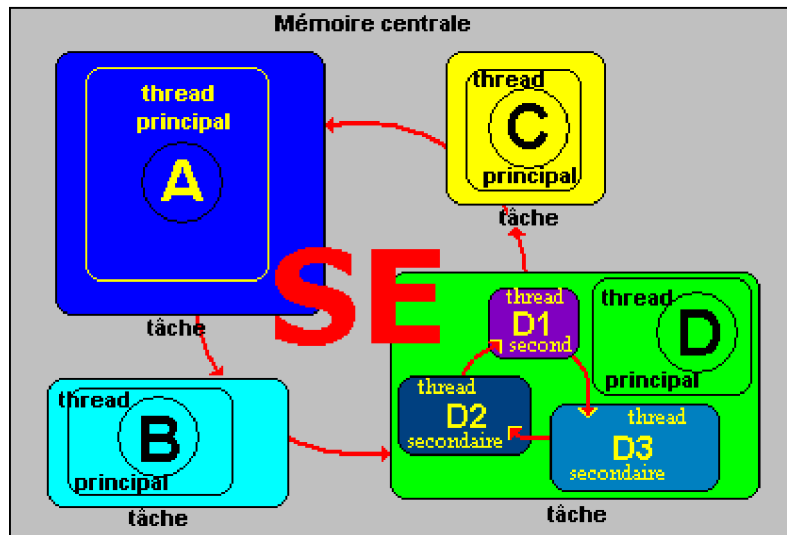 Mémoire centrale
thread
principal
A
tâche
thread
C
principal
tâche
SE
thread
B
principal
tâche
thread
D1
second
thread
D2
secondaire
thread
D3
secondaire
thread
D
principal
tâche